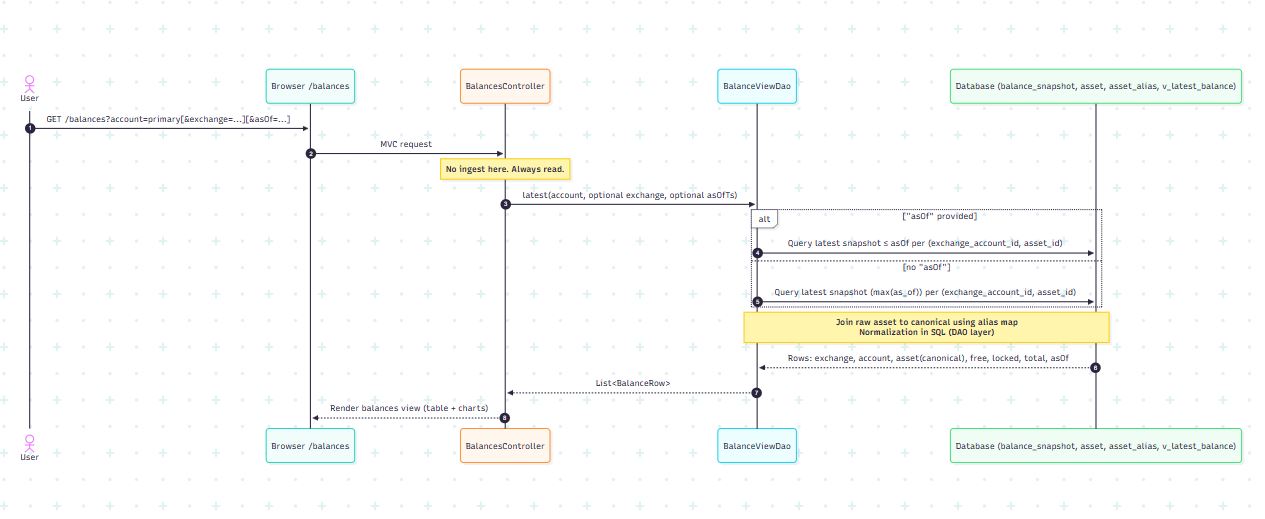 User
Browser /balances
BalancesController
BalanceViewDao
Database (balance_snapshot, asset, asset_alias, v_latest_balance)
GET /balances?account=primary[&exchange=...][&asOf=...]
1
MVC request
2
No ingest here. Always read.
latest(account, optional exchange, optional asOfTs)
3
alt
["asOf" provided]
Query latest snapshot ≤ asOf per (exchange_account_id, asset_id)
4
[no "asOf"]
Query latest snapshot (max(as_of)) per (exchange_account_id, asset_id)
5
Join raw asset to canonical using alias map
Normalization in SQL (DAO layer)
Rows: exchange, account, asset(canonical), free, locked, total, asOf
6
List<BalanceRow>
7
Render balances view (table + charts)
8
User
Browser /balances
BalancesController
BalanceViewDao
Database (balance_snapshot, asset, asset_alias, v_latest_balance)